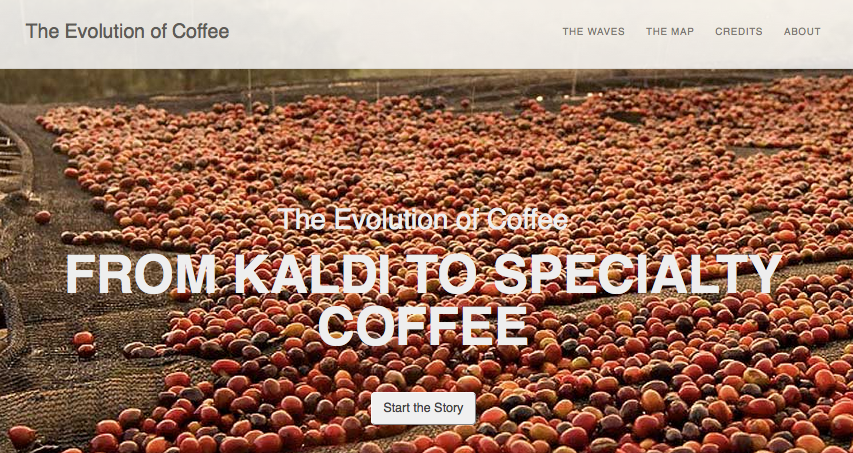 The Evolution of Coffee
THE WAVES THE MAP CREDITS ABOUT
The Evolution of Coffee
FROM KALDI TO SPECIALTY
COFFEE
Start the Story